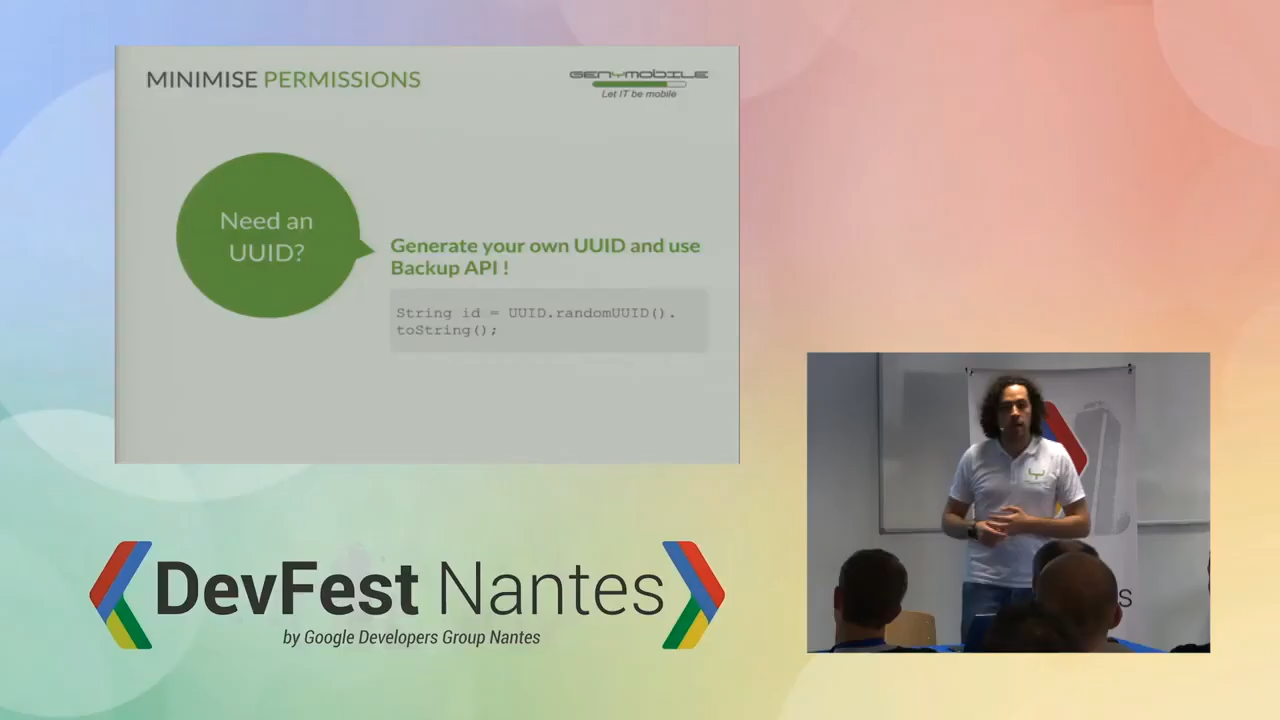 MINIMISE PERMISSIONS
GENYMOBILE
Let IT be mobile
Need an
UUID?
Generate your own UUID and use
Backup API !
String id = UUID.randomUUID().
toString();
DevFest Nantes
by Google Developers Group Nantes
s